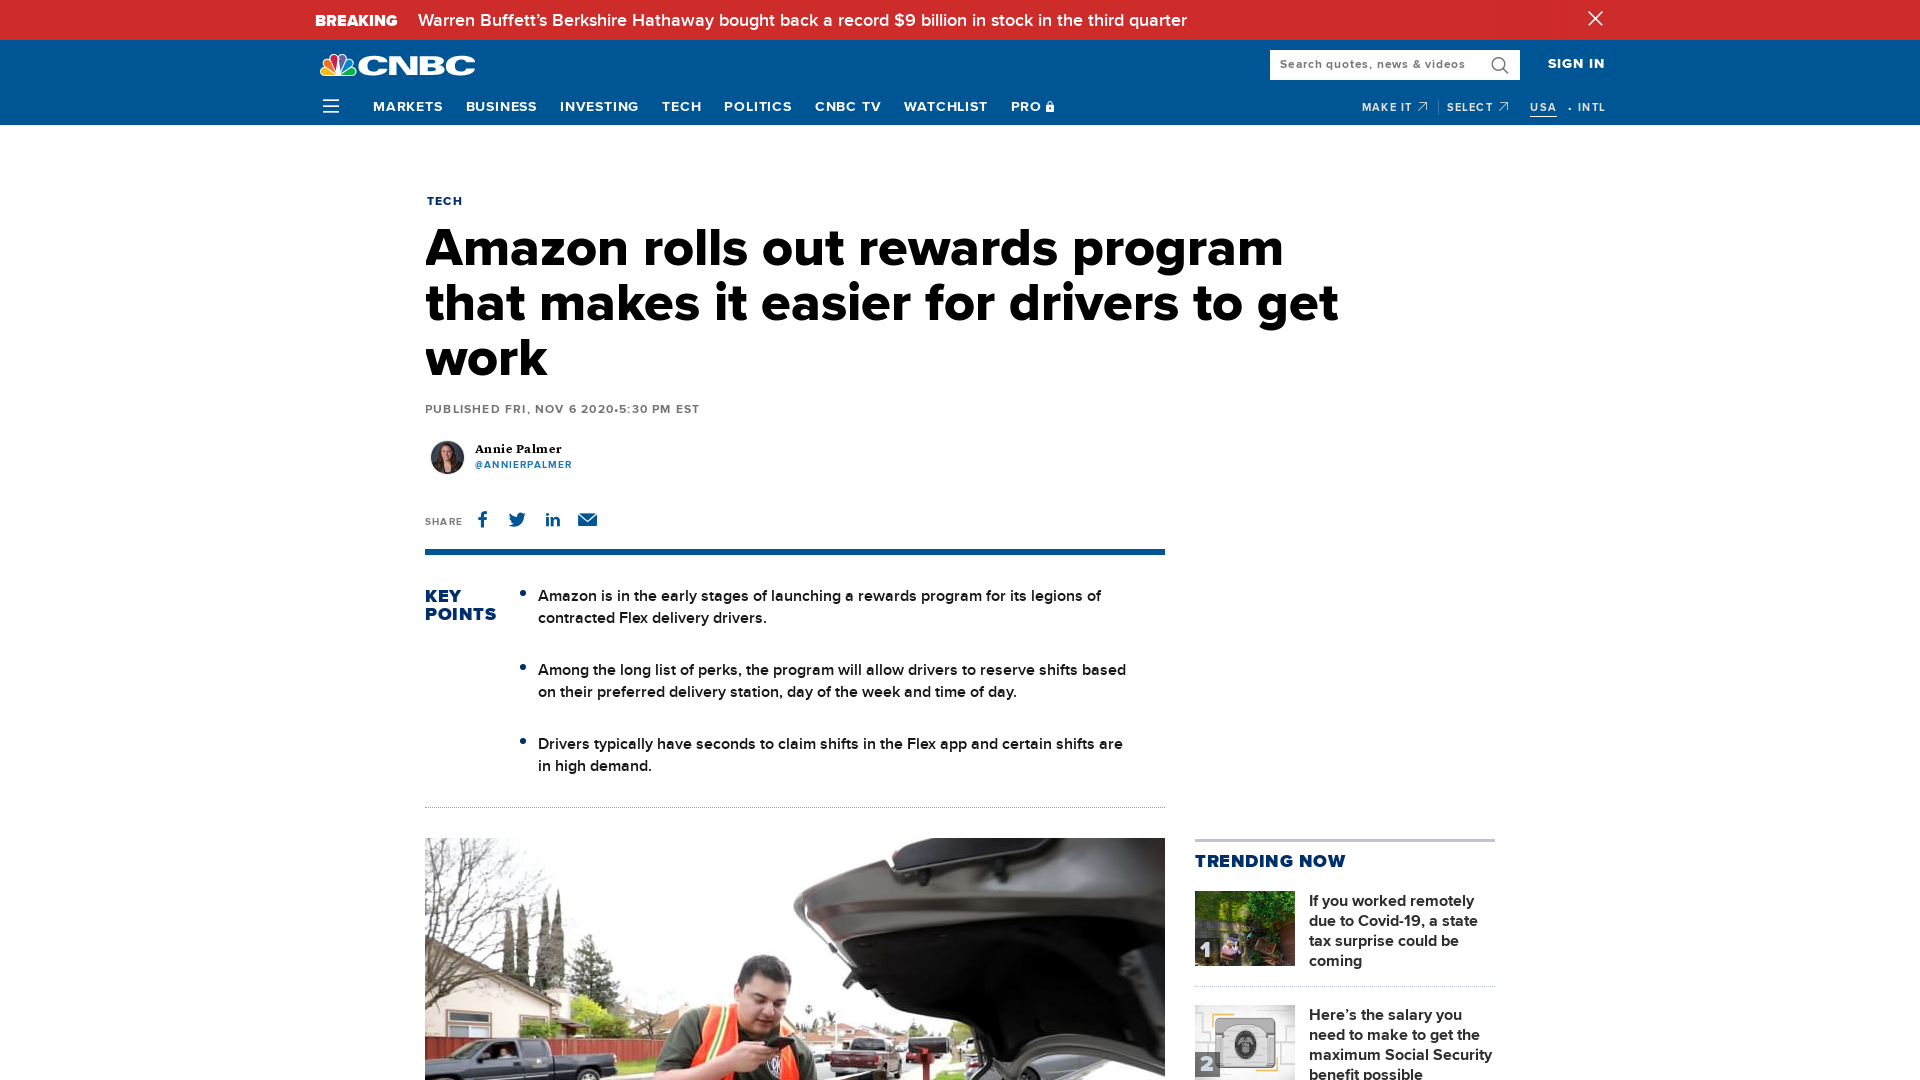 BREAKING Warren Buffett’s Berkshire Hathaway bought back a record $9 billion in stock in the third quarter
CNBC
Search quotes, news & videos
SIGN IN
MARKETS BUSINESS INVESTING TECH POLITICS CNBC TV WATCHLIST PRO
MAKE IT SELECT USA • INTL
TECH
Amazon rolls out rewards program
that makes it easier for drivers to get
work
PUBLISHED FRI, NOV 6 2020•5:30 PM EST
Annie Palmer
@ANNIERPALMER
SHARE
KEY
POINTS
Amazon is in the early stages of launching a rewards program for its legions of
contracted Flex delivery drivers.
Among the long list of perks, the program will allow drivers to reserve shifts based
on their preferred delivery station, day of the week and time of day.
Drivers typically have seconds to claim shifts in the Flex app and certain shifts are
in high demand.
TRENDING NOW
1
If you worked remotely
due to Covid-19, a state
tax surprise could be
coming
2
Here’s the salary you
need to make to get the
maximum Social Security
benefit possible